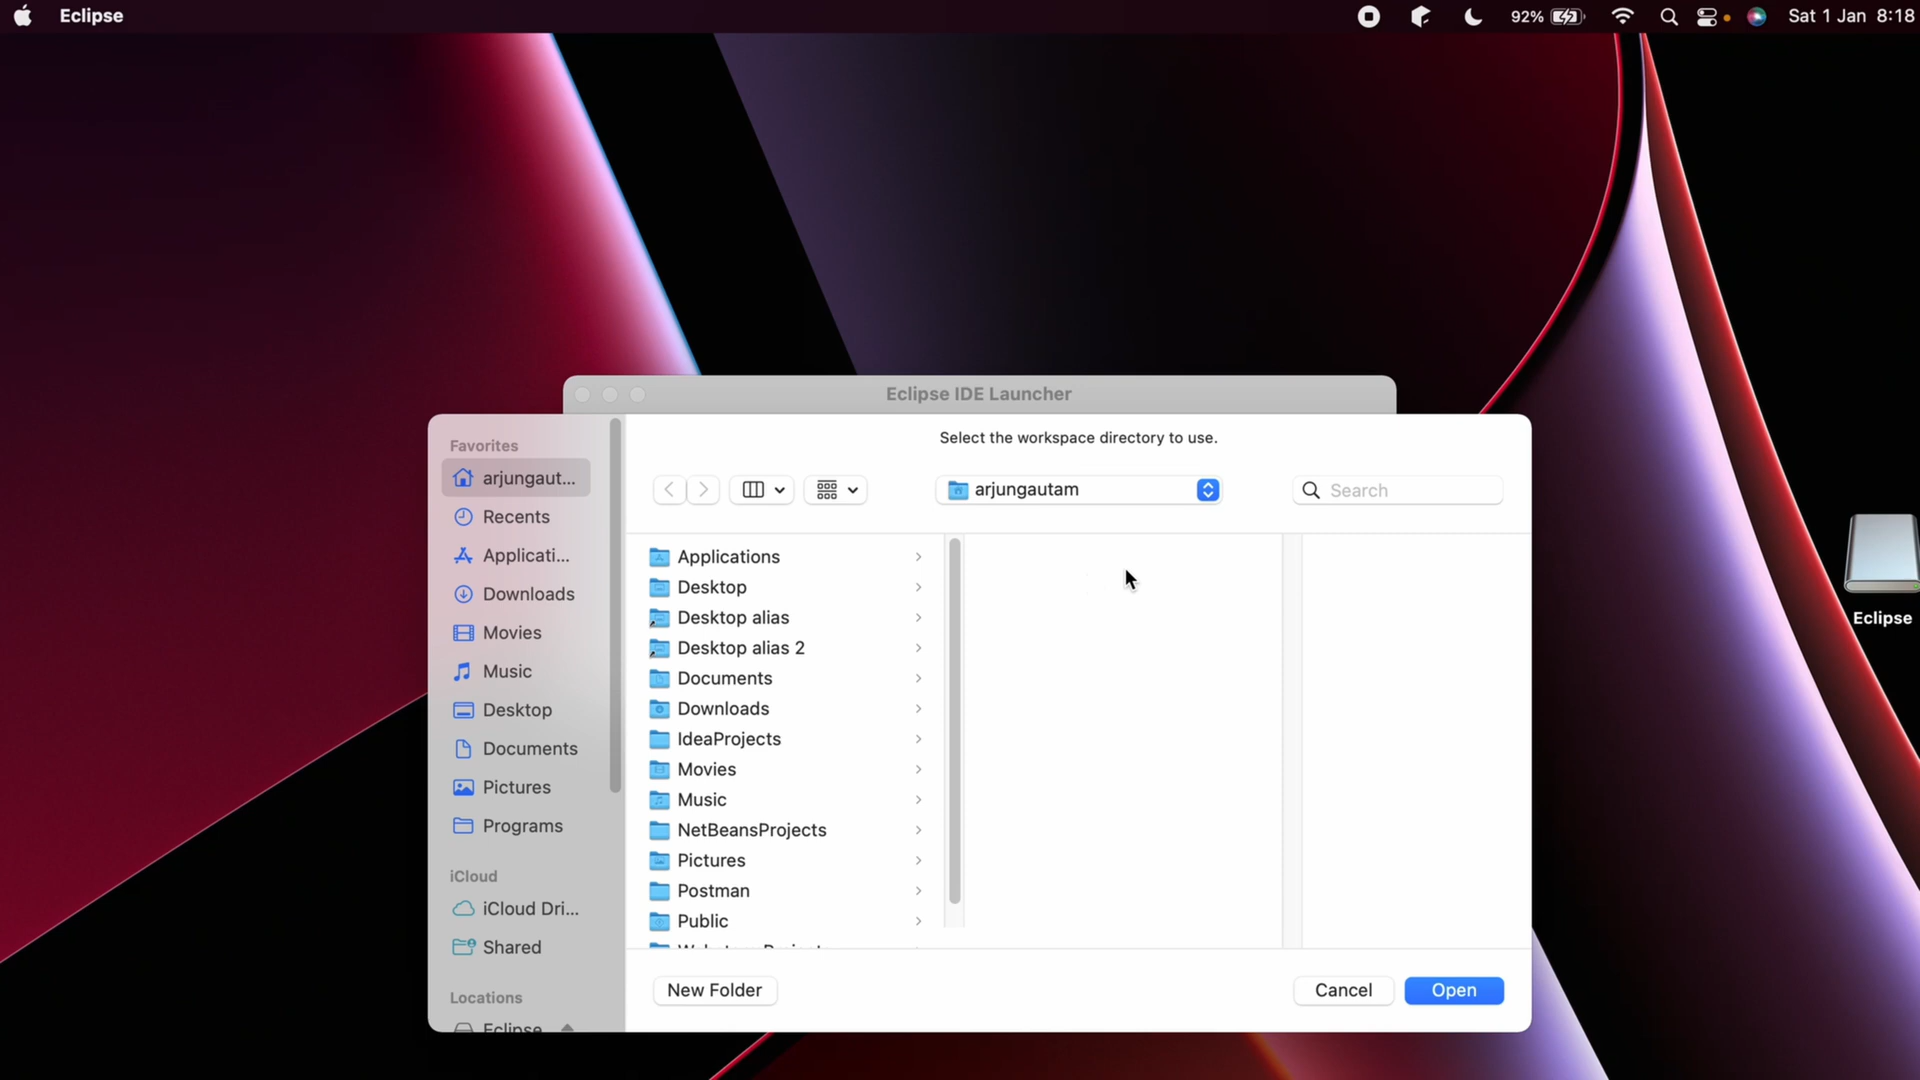 Eclipse
92%
Sat 1 Jan 8:18
Eclipse IDE Launcher
Select the workspace directory to use.
arjungautam
Search
Favorites
arjungaut...
Recents
Applicati...
Downloads
Movies
Music
Desktop
Documents
Pictures
Programs
iCloud
iCloud Dri...
Shared
Locations
Eclipse
Applications
Desktop
Desktop alias
Desktop alias 2
Documents
Downloads
IdeaProjects
Movies
Music
NetBeansProjects
Pictures
Postman
Public
New Folder
Cancel
Open
Eclipse